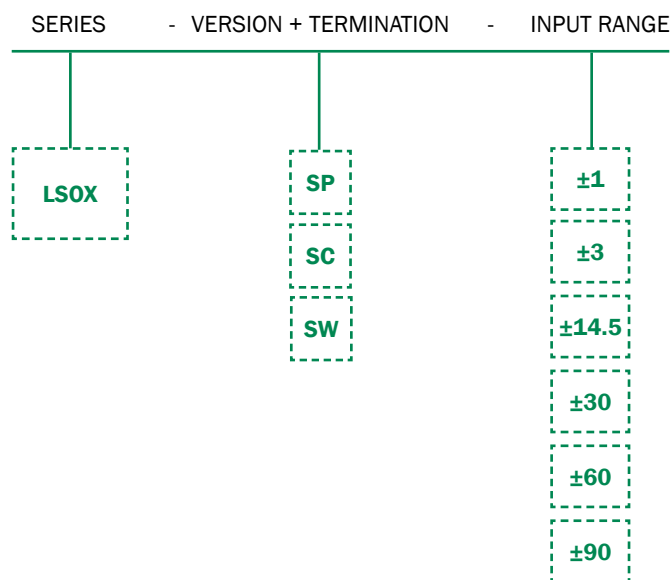 SERIES - VERSION + TERMINATION - INPUT RANGE
LSOX
SP
SC
SW
±1
±3
±14.5
±30
±60
±90